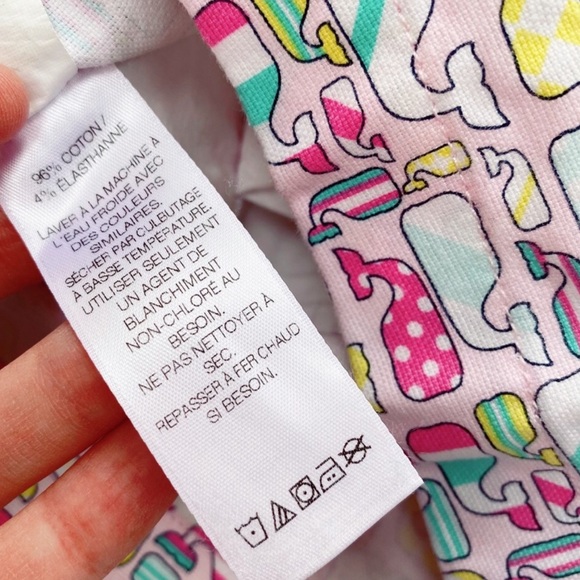 96% COTON/
4% ÉLASTHANNE
LAVER À LA MACHINE À
L'EAU FROIDE AVEC
DES COULEURS
SIMILAIRES.
SÉCHER PAR CULBUTAGE
À BASSE TEMPÉRATURE.
UTILISER SEULEMENT
UN AGENT DE
BLANCHIMENT
NON-CHLORÉ AU
BESOIN.
NE PAS NETTOYER À
SEC.
REPASSER À FER CHAUD
SI BESOIN.